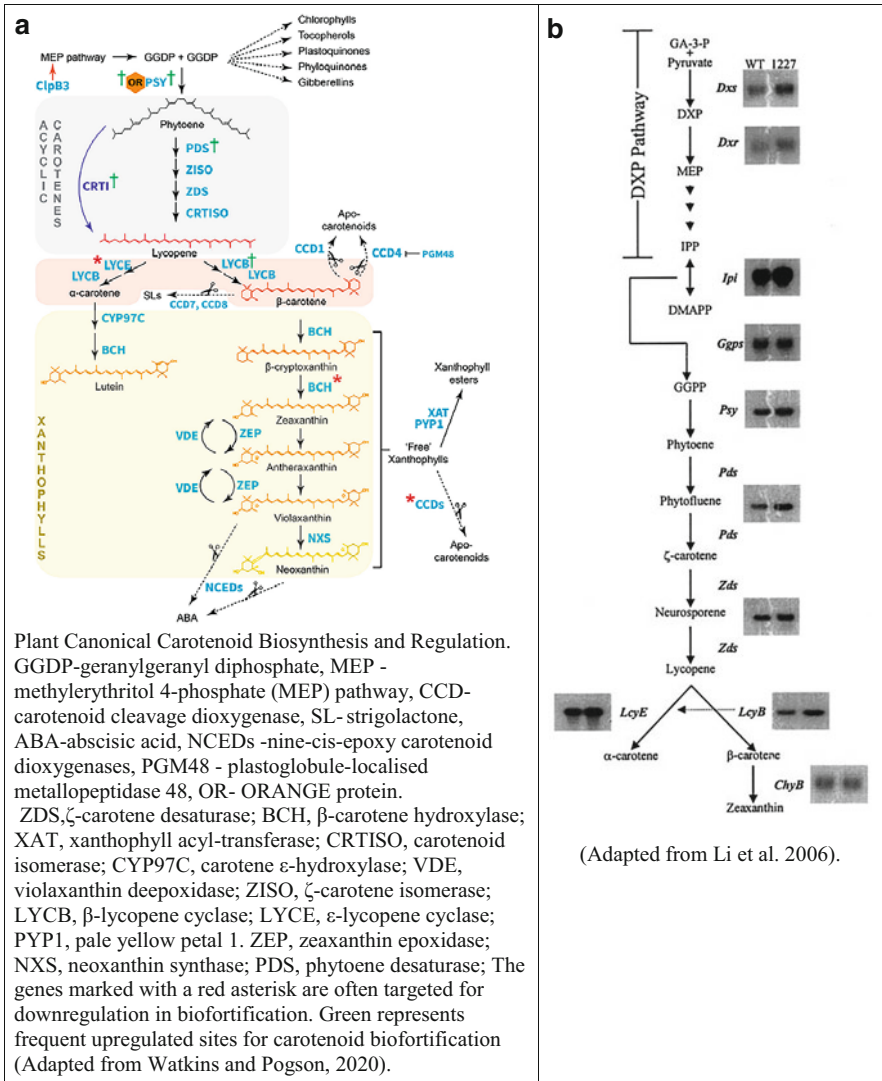 a
Chlorophylls
Tocopherols
Plastoquinones
Phyloquinones
Gibberellins
MEP pathway
GGDP + GGDP
ClpB3
† OR PSY †
Phytoene
ACYCLIC
CAROTENES
PDS †
ZISO
ZDS
CRTISO
CRTI †
Lycopene
* LYCE
LYCB
LYCB †
LYCB
Apo-
carotenoids
CCD1
CCD4
PGM48
α-carotene
SLs
CCD7, CCD8
β-carotene
CYP97C
BCH
Lutein
BCH
β-cryptoxanthin
BCH *
Zeaxanthin
VDE
ZEP
Antheraxanthin
VDE
ZEP
Violaxanthin
NXS
Neoxanthin
NCEDs
ABA
XANTHOPHYLLS
Xanthophyll
esters
XAT
PYP1
'Free'
Xanthophylls
* CCDs
Apo-
carotenoids
Plant Canonical Carotenoid Biosynthesis and Regulation.
GGDP-geranylgeranyl diphosphate, MEP -
methylerythritol 4-phosphate (MEP) pathway, CCD-
carotenoid cleavage dioxygenase, SL- strigolactone,
ABA-abscisic acid, NCEDs -nine-cis-epoxy carotenoid
dioxygenases, PGM48 - plastoglobule-localised
metallopeptidase 48, OR- ORANGE protein.
ZDS,ζ-carotene desaturase; BCH, β-carotene hydroxylase;
XAT, xanthophyll acyl-transferase; CRTISO, carotenoid
isomerase; CYP97C, carotene ε-hydroxylase; VDE,
violaxanthin deepoxidase; ZISO, ζ-carotene isomerase;
LYCB, β-lycopene cyclase; LYCE, ε-lycopene cyclase;
PYP1, pale yellow petal 1. ZEP, zeaxanthin epoxidase;
NXS, neoxanthin synthase; PDS, phytoene desaturase; The
genes marked with a red asterisk are often targeted for
downregulation in biofortification. Green represents
frequent upregulated sites for carotenoid biofortification
(Adapted from Watkins and Pogson, 2020).
b
GA-3-P
+
Pyruvate
WT 1227
Dxs
DXP
Dxr
MEP
DXP Pathway
IPP
Ipi
DMAPP
Ggps
GGPP
Psy
Phytoene
Pds
Phytofluene
Pds
ζ-carotene
Zds
Neurosporene
Zds
Lycopene
LcyE
LcyB
α-carotene
β-carotene
ChyB
Zeaxanthin
(Adapted from Li et al. 2006).